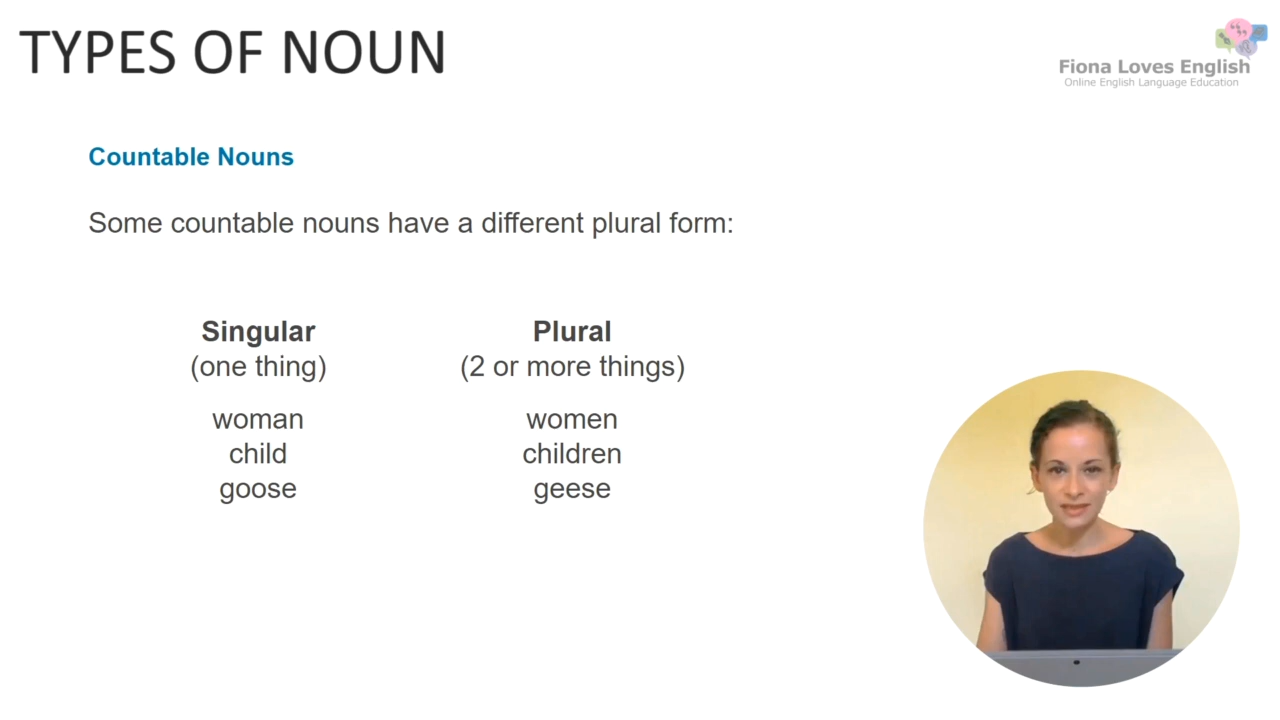 TYPES OF NOUN
Fiona Loves English
Online English Language Education
Countable Nouns
Some countable nouns have a different plural form:
Singular Plural
(one thing) (2 or more things)
woman women
child children
goose geese